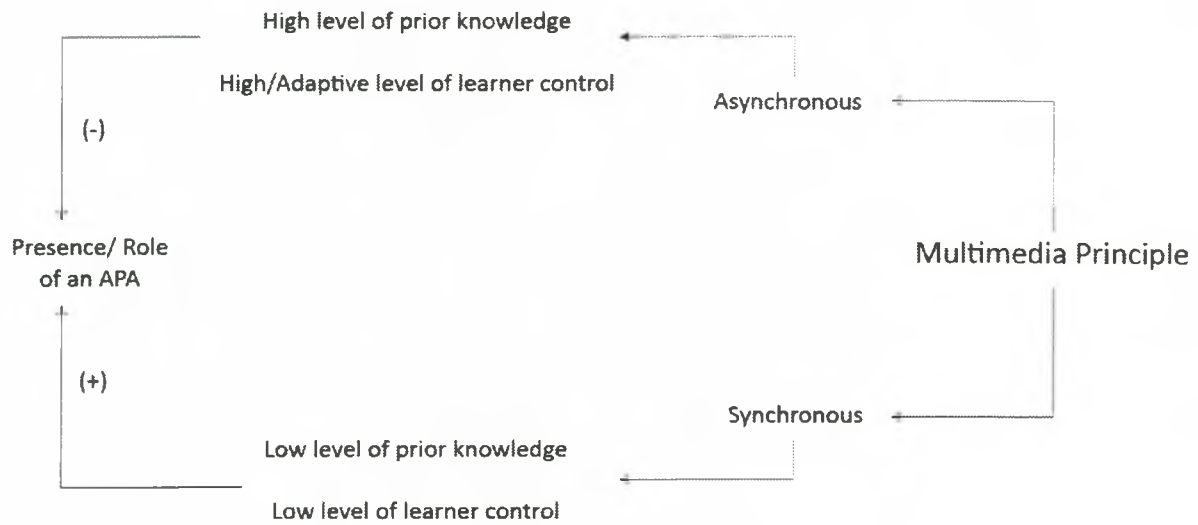 High level of prior knowledge
High/Adaptive level of learner control
Asynchronous
(-)
Presence/ Role
of an APA
Multimedia Principle
(+)
Synchronous
Low level of prior knowledge
Low level of learner control